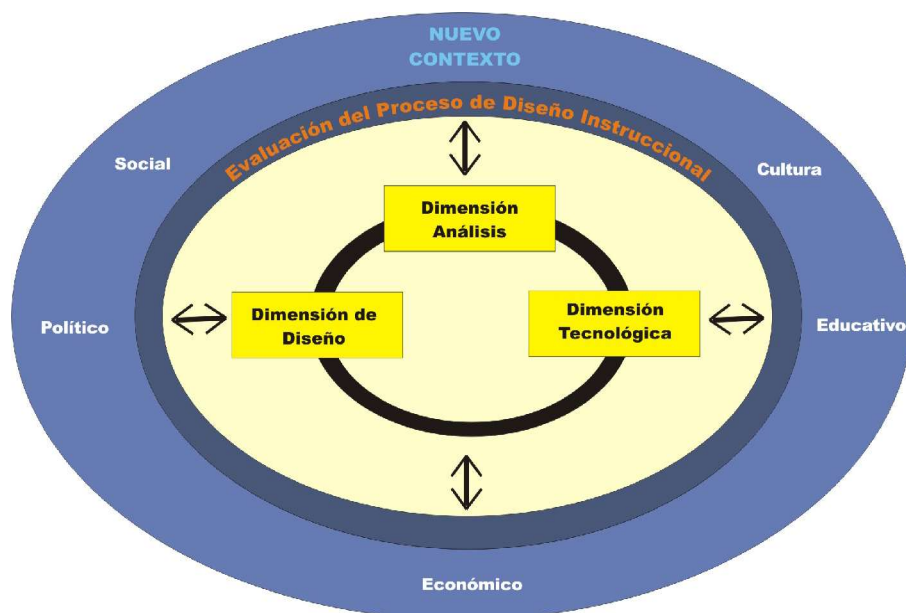 NUEVO
CONTEXTO
Evaluación del Proceso de Diseño Instruccional
Social
Cultura
Dimensión
Análisis
Político
Dimensión de
Diseño
Dimensión
Tecnológica
Educativo
Económico